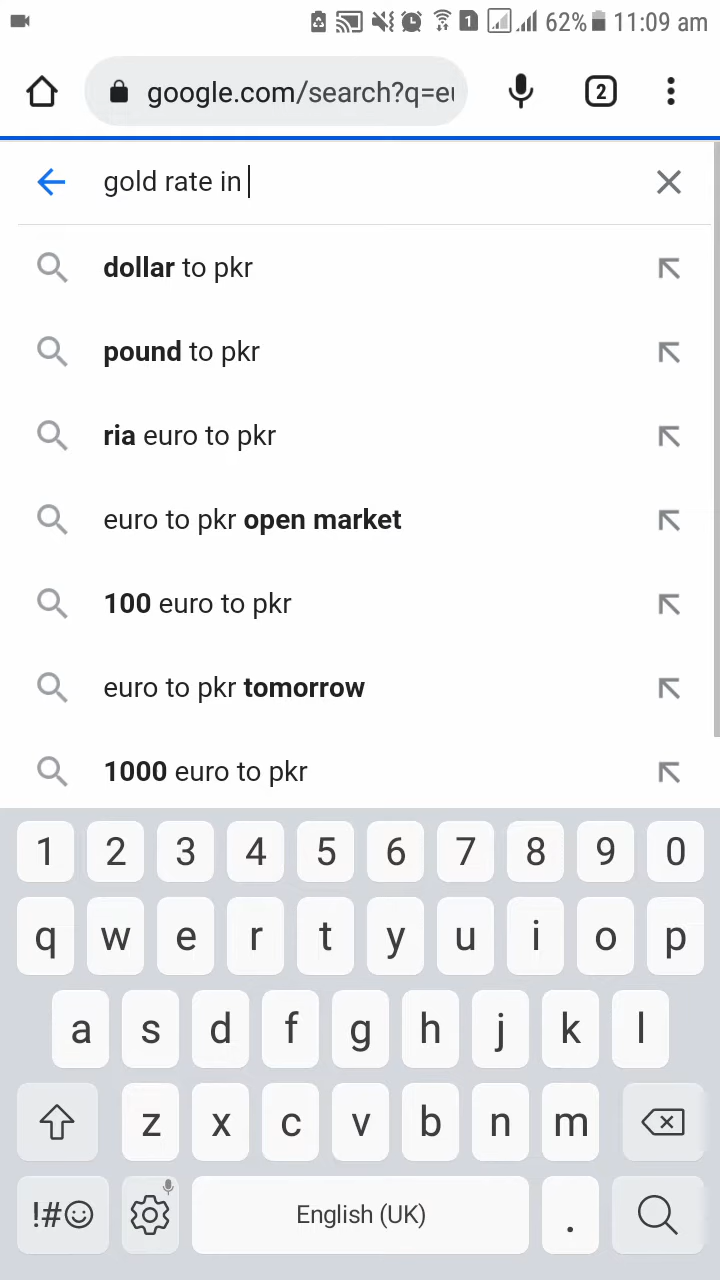 1 62% 11:09 am
google.com/search?q=eu 2
gold rate in
dollar to pkr
pound to pkr
ria euro to pkr
euro to pkr open market
100 euro to pkr
euro to pkr tomorrow
1000 euro to pkr
1 2 3 4 5 6 7 8 9 0
q w e r t y u i o p
a s d f g h j k l
z x c v b n m
!#☺ English (UK) .